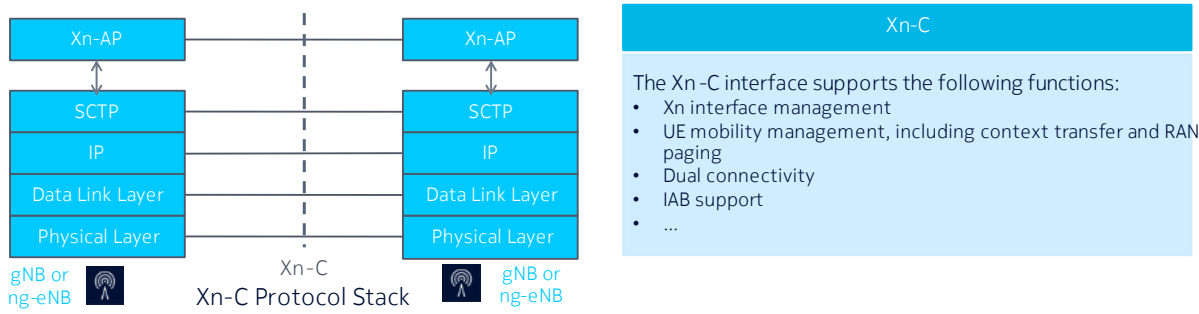 Xn-AP
Xn-AP
SCTP
SCTP
IP
IP
Data Link Layer
Data Link Layer
Physical Layer
Physical Layer
gNB or
ng-eNB
Xn-C
gNB or
ng-eNB
Xn-C Protocol Stack
Xn-C
The Xn-C interface supports the following functions:
• Xn interface management
• UE mobility management, including context transfer and RAN
paging
• Dual connectivity
• IAB support
• ...